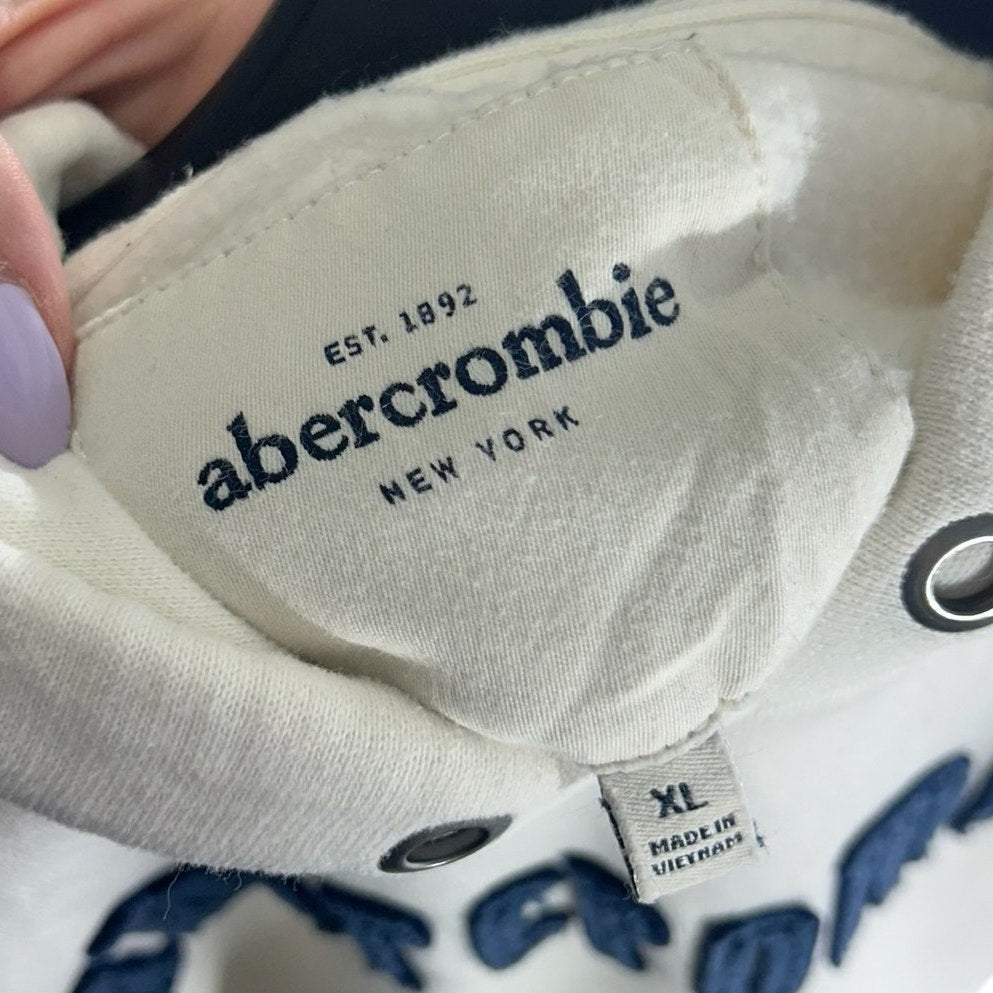 EST. 1892
abercrombie
NEW YORK
XL
MADE IN
VIETNAM